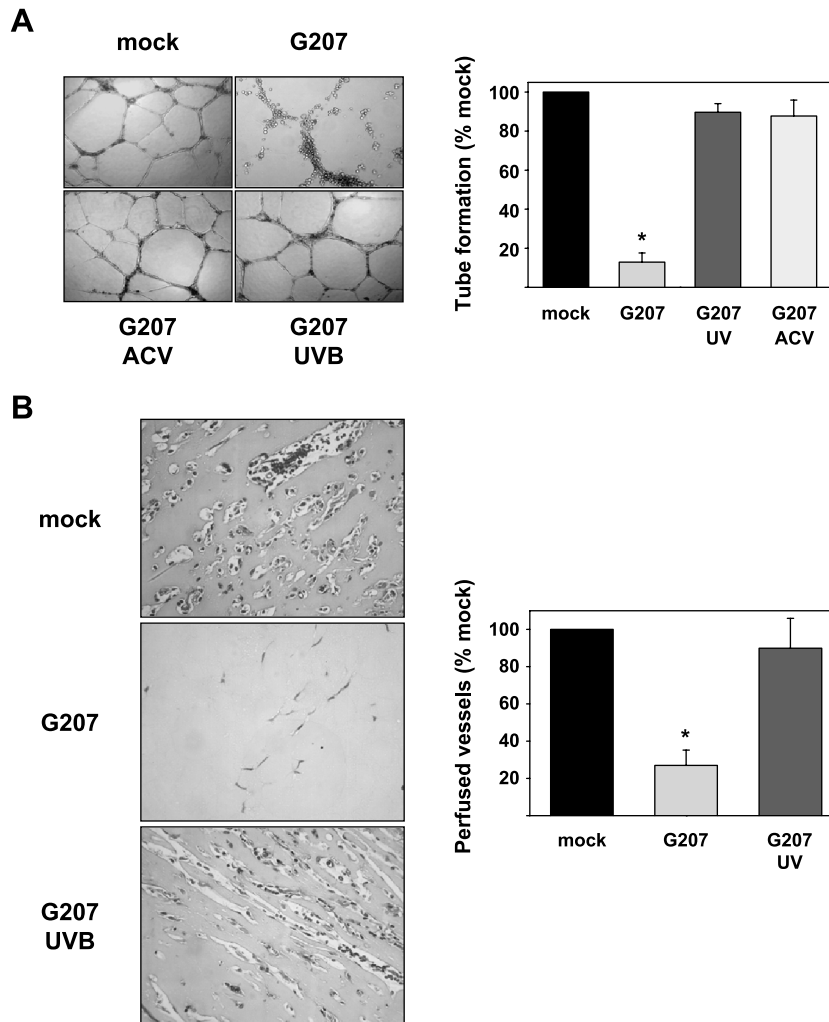 A
mock G207
G207 G207
ACV UVB
Tube formation (% mock)
100
80
60
40
20
*
mock G207 G207 G207
UV ACV
B
mock
G207
G207
UVB
Perfused vessels (% mock)
100
80
60
40
20
*
mock G207 G207
UV